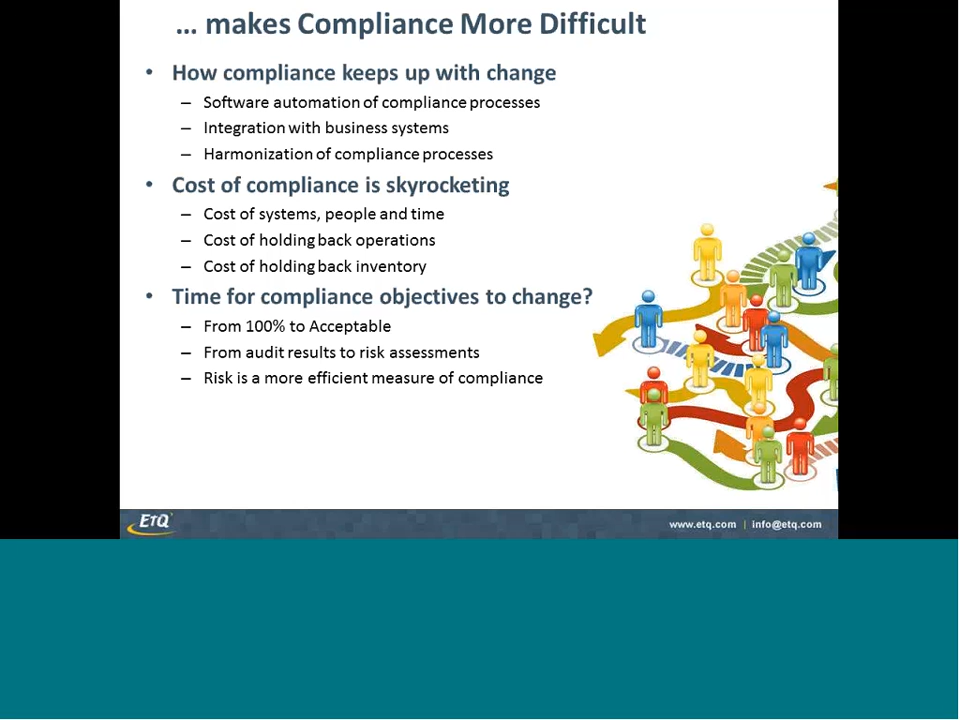 ... makes Compliance More Difficult
• How compliance keeps up with change
– Software automation of compliance processes
– Integration with business systems
– Harmonization of compliance processes
• Cost of compliance is skyrocketing
– Cost of systems, people and time
– Cost of holding back operations
– Cost of holding back inventory
• Time for compliance objectives to change?
– From 100% to Acceptable
– From audit results to risk assessments
– Risk is a more efficient measure of compliance
ETQ
www.etq.com | info@etq.com